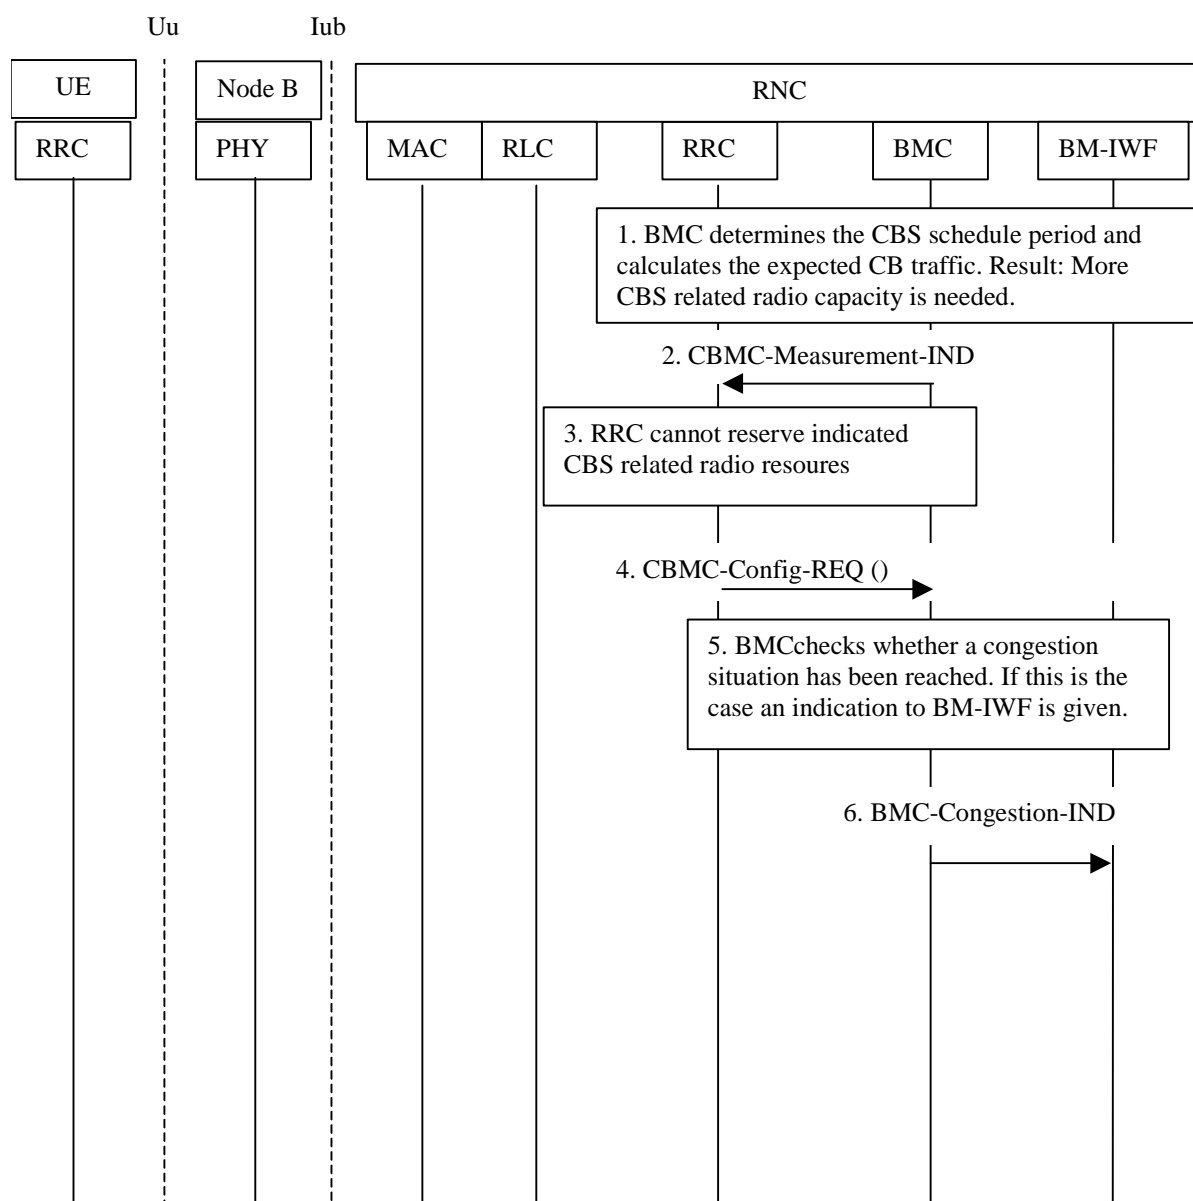 Uu
Iub
UE
Node B
RNC
RRC
PHY
MAC
RLC
RRC
BMC
BM-IWF
1. BMC determines the CBS schedule period and
calculates the expected CB traffic. Result: More
CBS related radio capacity is needed.
2. CBMC-Measurement-IND
3. RRC cannot reserve indicated
CBS related radio resoures
4. CBMC-Config-REQ ()
5. BMCchecks whether a congestion
situation has been reached. If this is the
case an indication to BM-IWF is given.
6. BMC-Congestion-IND